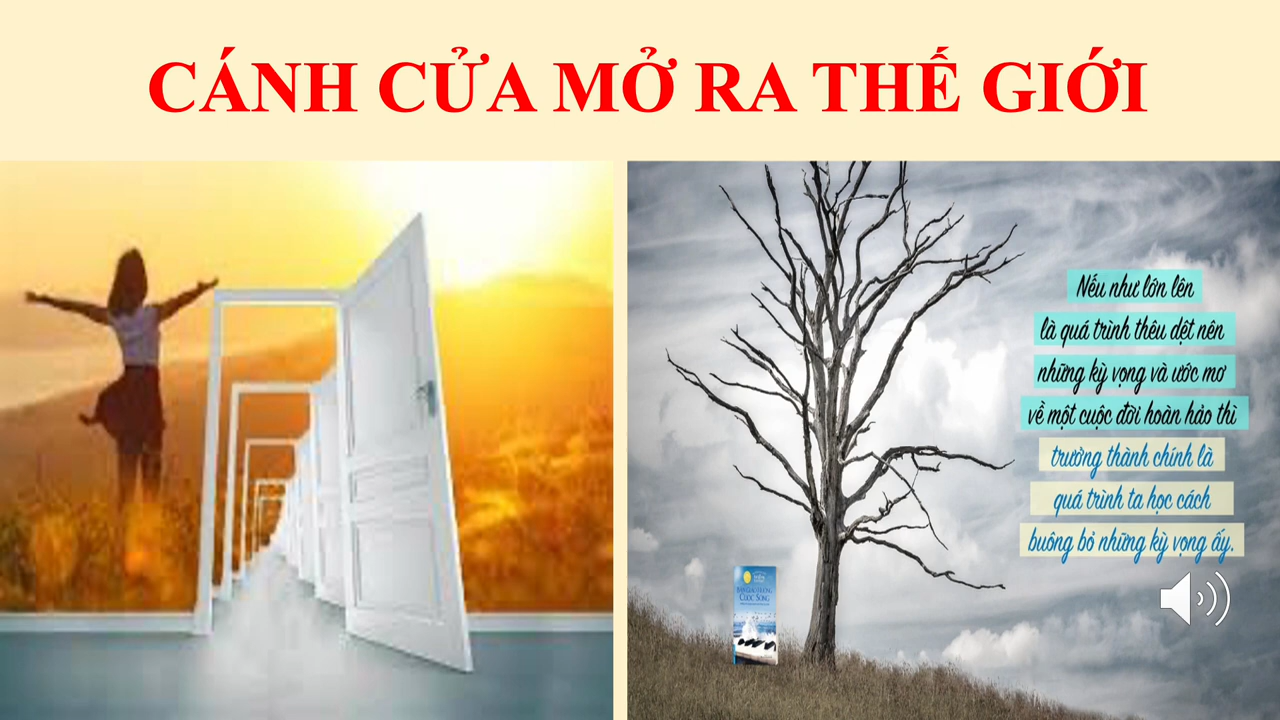 CÁNH CỬA MỞ RA THẾ GIỚI
Nếu như lớn lên
là quá trình thêu dệt nên
những kỳ vọng và ước mơ
về một cuộc đời hoàn hảo thì
trưởng thành chính là
quá trình ta học cách
buông bỏ những kỳ vọng ấy.
CUỘC SỐNG